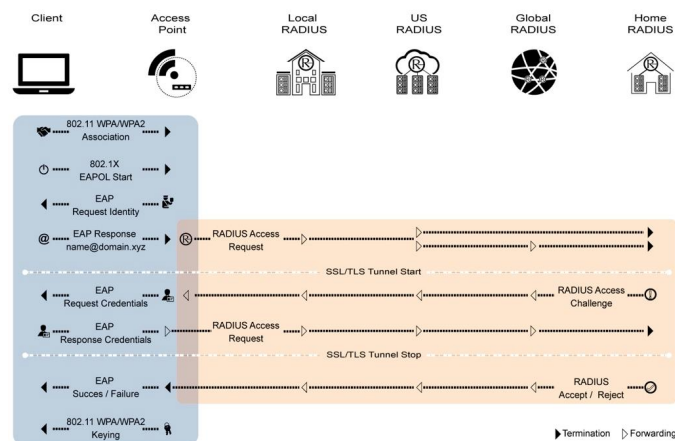 Client
Access
Point
Local
RADIUS
US
RADIUS
Global
RADIUS
Home
RADIUS
R
R
R
802.11 WPA/WPA2
Association
802.1X
EAPOL Start
EAP
Request Identity
@
EAP Response
name@domain.xyz
R
RADIUS Access
Request
SSL/TLS Tunnel Start
EAP
Request Credentials
RADIUS Access
Challenge
EAP
Response Credentials
RADIUS Access
Request
SSL/TLS Tunnel Stop
EAP
Succes / Failure
RADIUS
Accept / Reject
802.11 WPA/WPA2
Keying
Termination
Forwarding